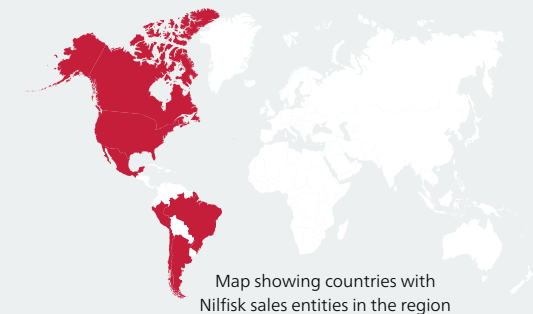 Map showing countries with
Nilfisk sales entities in the region